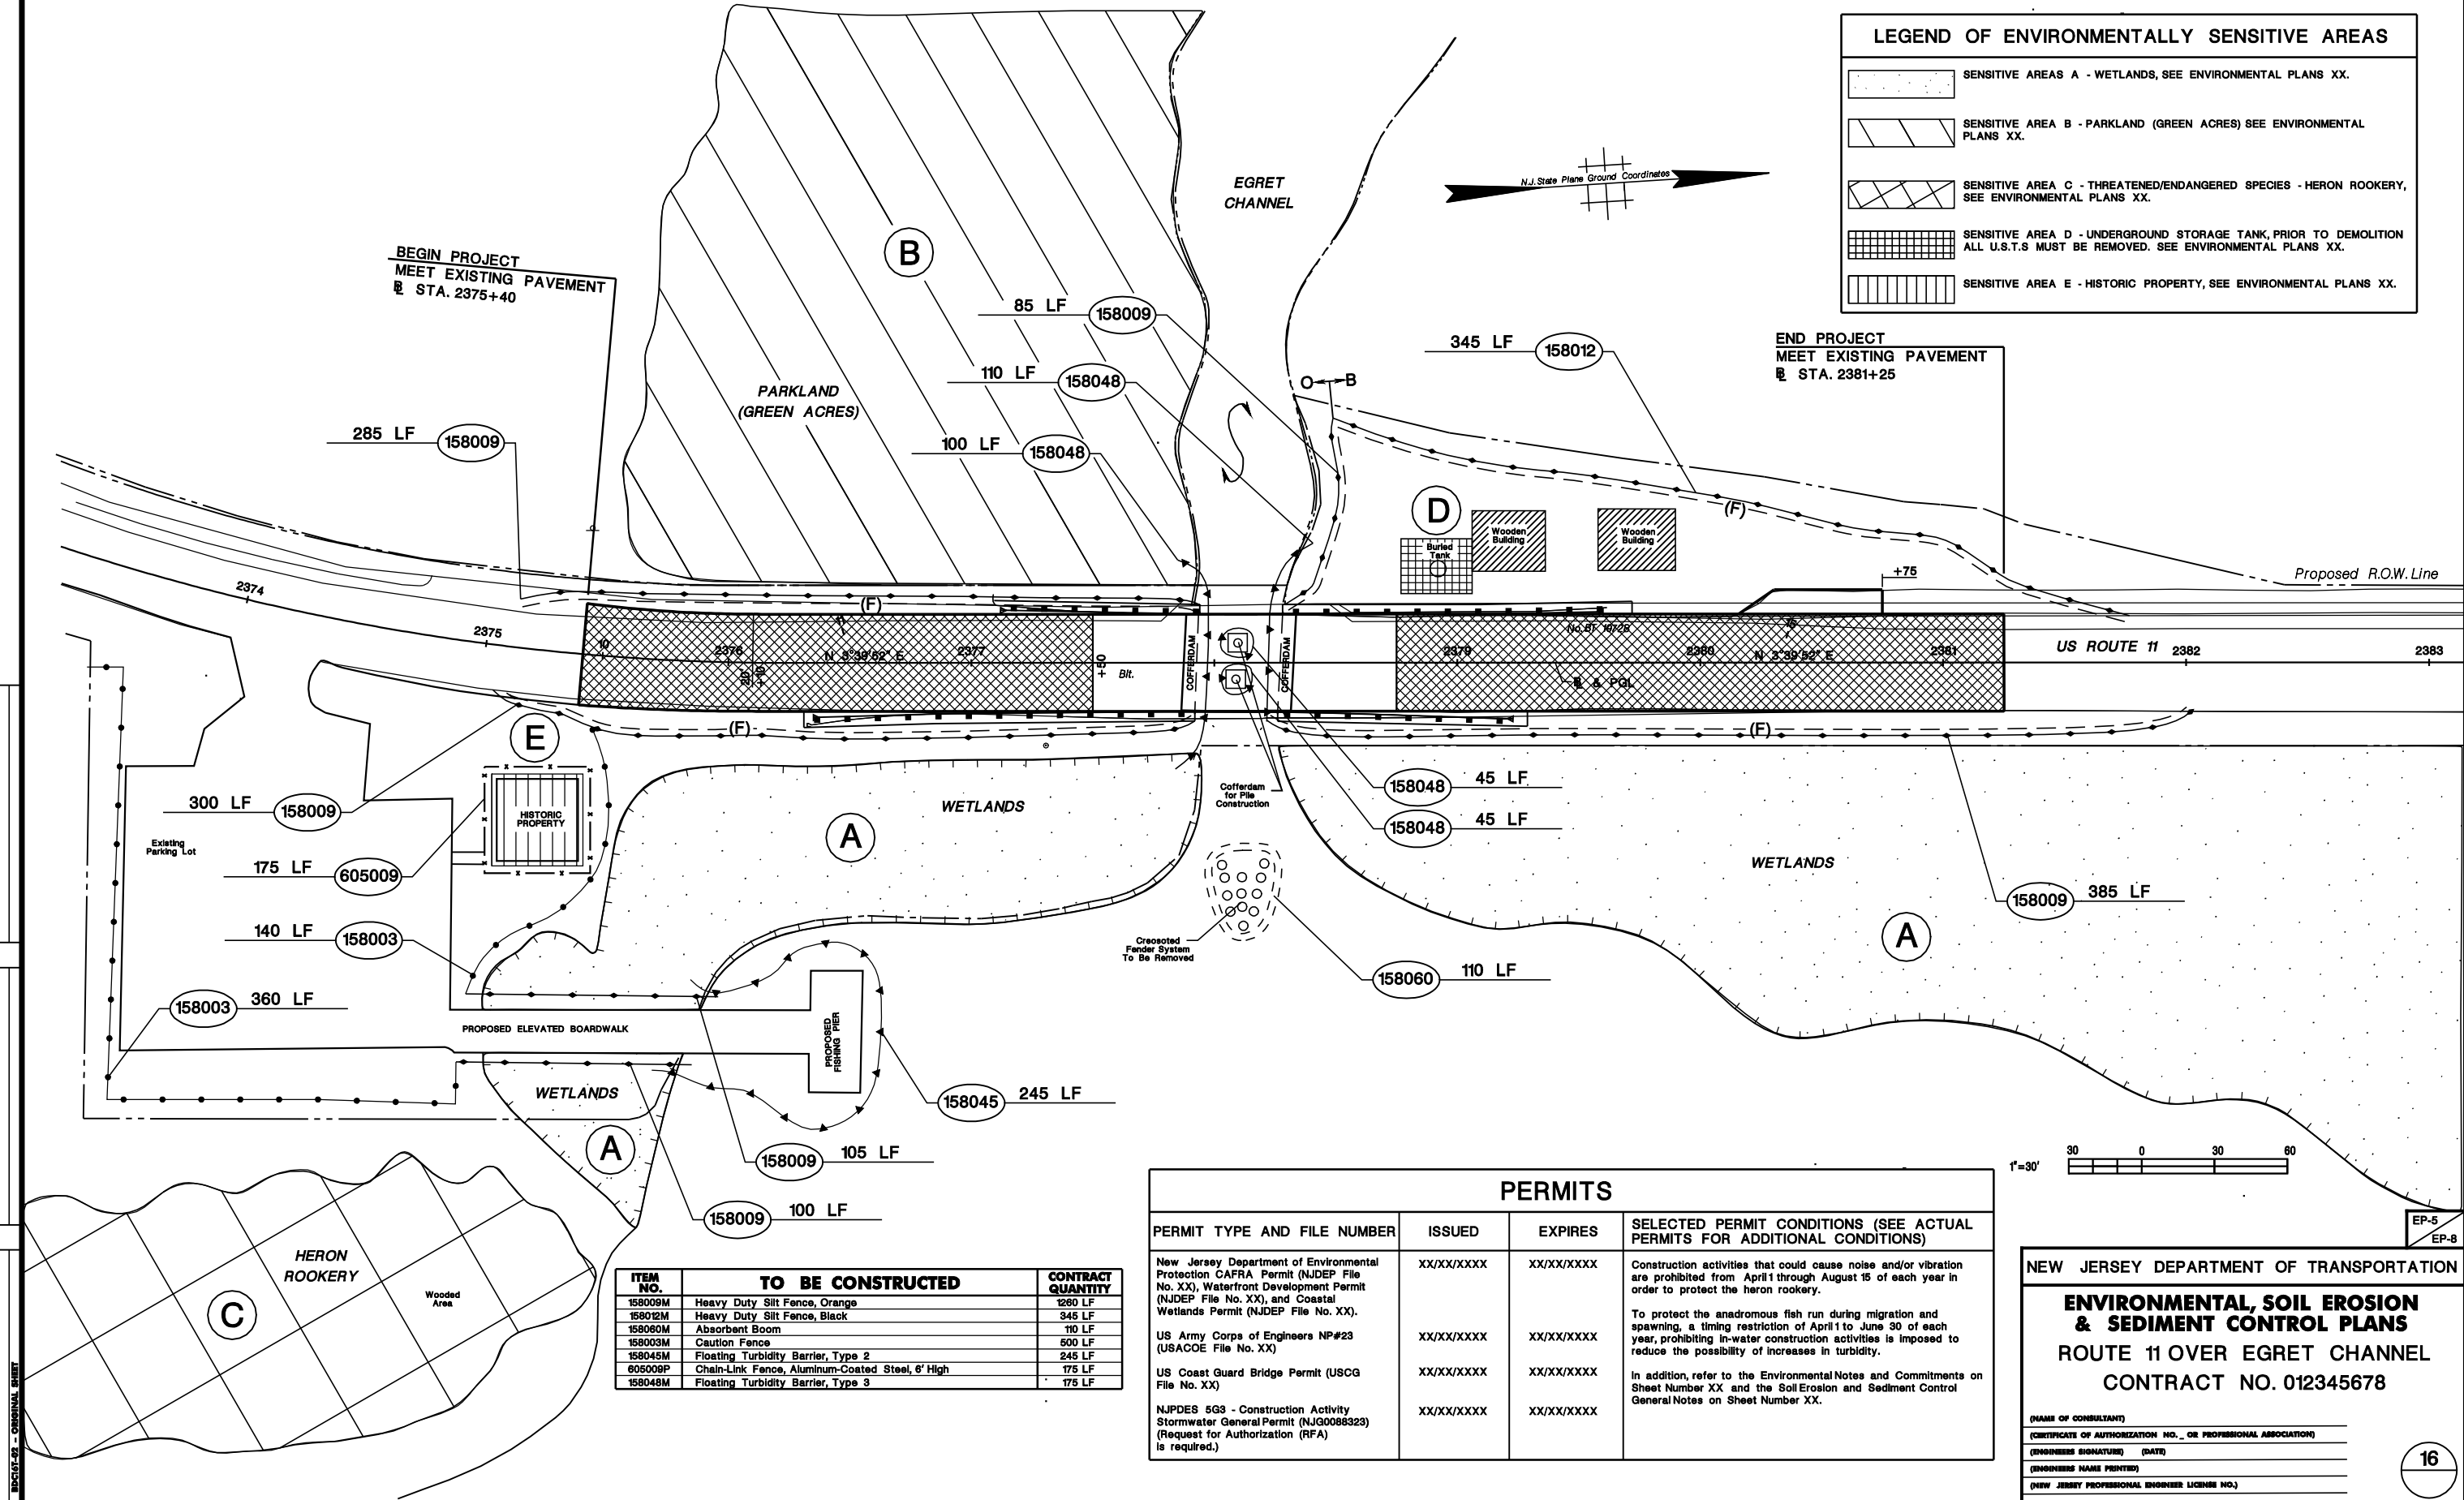 LEGEND OF ENVIRONMENTALLY SENSITIVE AREAS
SENSITIVE AREAS A - WETLANDS, SEE ENVIRONMENTAL PLANS XX.
SENSITIVE AREA B - PARKLAND (GREEN ACRES) SEE ENVIRONMENTAL
PLANS XX.
SENSITIVE AREA C - THREATENED/ENDANGERED SPECIES - HERON ROOKERY,
SEE ENVIRONMENTAL PLANS XX.
SENSITIVE AREA D - UNDERGROUND STORAGE TANK, PRIOR TO DEMOLITION
ALL U.S.T.S MUST BE REMOVED. SEE ENVIRONMENTAL PLANS XX.
SENSITIVE AREA E - HISTORIC PROPERTY, SEE ENVIRONMENTAL PLANS XX.
N.J. State Plane Ground Coordinates
EGRET
CHANNEL
B
BEGIN PROJECT
MEET EXISTING PAVEMENT
BL STA. 2375+40
85 LF 158009
110 LF 158048
100 LF 158048
PARKLAND
(GREEN ACRES)
285 LF 158009
345 LF 158012
END PROJECT
MEET EXISTING PAVEMENT
BL STA. 2381+25
O B
D
Wooden
Building
Wooden
Building
Buried
Tank
(F)
(F)
+75
Proposed R.O.W. Line
2374
2375
10
2376
20'
+10
N 3°39'52" E
2377
+50
Blt.
COFFERDAM
COFFERDAM
2379
No. BT 1972B
BL & PGL
2380
15
N 3°39'52" E
2381
US ROUTE 11
2382
2383
(F)
(F)
E
HISTORIC
PROPERTY
300 LF 158009
Existing
Parking Lot
175 LF 605009
140 LF 158003
158003 360 LF
WETLANDS
A
Cofferdam
for Pile
Construction
158048 45 LF
158048 45 LF
WETLANDS
A
158009 385 LF
Creosoted
Fender System
To Be Removed
158060 110 LF
PROPOSED ELEVATED BOARDWALK
PROPOSED
FISHING PIER
WETLANDS
A
158045 245 LF
158009 105 LF
158009 100 LF
HERON
ROOKERY
C
Wooded
Area
1"=30'
30 0 30 60
ITEM
NO. TO BE CONSTRUCTED CONTRACT
QUANTITY
158009M Heavy Duty Silt Fence, Orange 1260 LF
158012M Heavy Duty Silt Fence, Black 345 LF
158060M Absorbent Boom 110 LF
158003M Caution Fence 500 LF
158045M Floating Turbidity Barrier, Type 2 245 LF
605009P Chain-Link Fence, Aluminum-Coated Steel, 6' High 175 LF
158048M Floating Turbidity Barrier, Type 3 175 LF
PERMITS
PERMIT TYPE AND FILE NUMBER ISSUED EXPIRES SELECTED PERMIT CONDITIONS (SEE ACTUAL
PERMITS FOR ADDITIONAL CONDITIONS)
New Jersey Department of Environmental
Protection CAFRA Permit (NJDEP File
No. XX), Waterfront Development Permit
(NJDEP File No. XX), and Coastal
Wetlands Permit (NJDEP File No. XX).
XX/XX/XXXX XX/XX/XXXX
US Army Corps of Engineers NP#23
(USACOE File No. XX)
XX/XX/XXXX XX/XX/XXXX
US Coast Guard Bridge Permit (USCG
File No. XX)
XX/XX/XXXX XX/XX/XXXX
NJPDES 5G3 - Construction Activity
Stormwater General Permit (NJG0088323)
(Request for Authorization (RFA)
is required.)
XX/XX/XXXX XX/XX/XXXX
Construction activities that could cause noise and/or vibration
are prohibited from April 1 through August 15 of each year in
order to protect the heron rookery.
To protect the anadromous fish run during migration and
spawning, a timing restriction of April 1 to June 30 of each
year, prohibiting in-water construction activities is imposed to
reduce the possibility of increases in turbidity.
In addition, refer to the Environmental Notes and Commitments on
Sheet Number XX and the Soil Erosion and Sediment Control
General Notes on Sheet Number XX.
EP-5
EP-8
NEW JERSEY DEPARTMENT OF TRANSPORTATION
ENVIRONMENTAL, SOIL EROSION
& SEDIMENT CONTROL PLANS
ROUTE 11 OVER EGRET CHANNEL
CONTRACT NO. 012345678
(NAME OF CONSULTANT)
(CERTIFICATE OF AUTHORIZATION NO. _ OR PROFESSIONAL ASSOCIATION)
(ENGINEERS SIGNATURE) (DATE)
(ENGINEERS NAME PRINTED)
(NEW JERSEY PROFESSIONAL ENGINEER LICENSE NO.)
16
BDC16T-02 - ORIGINAL SHEET